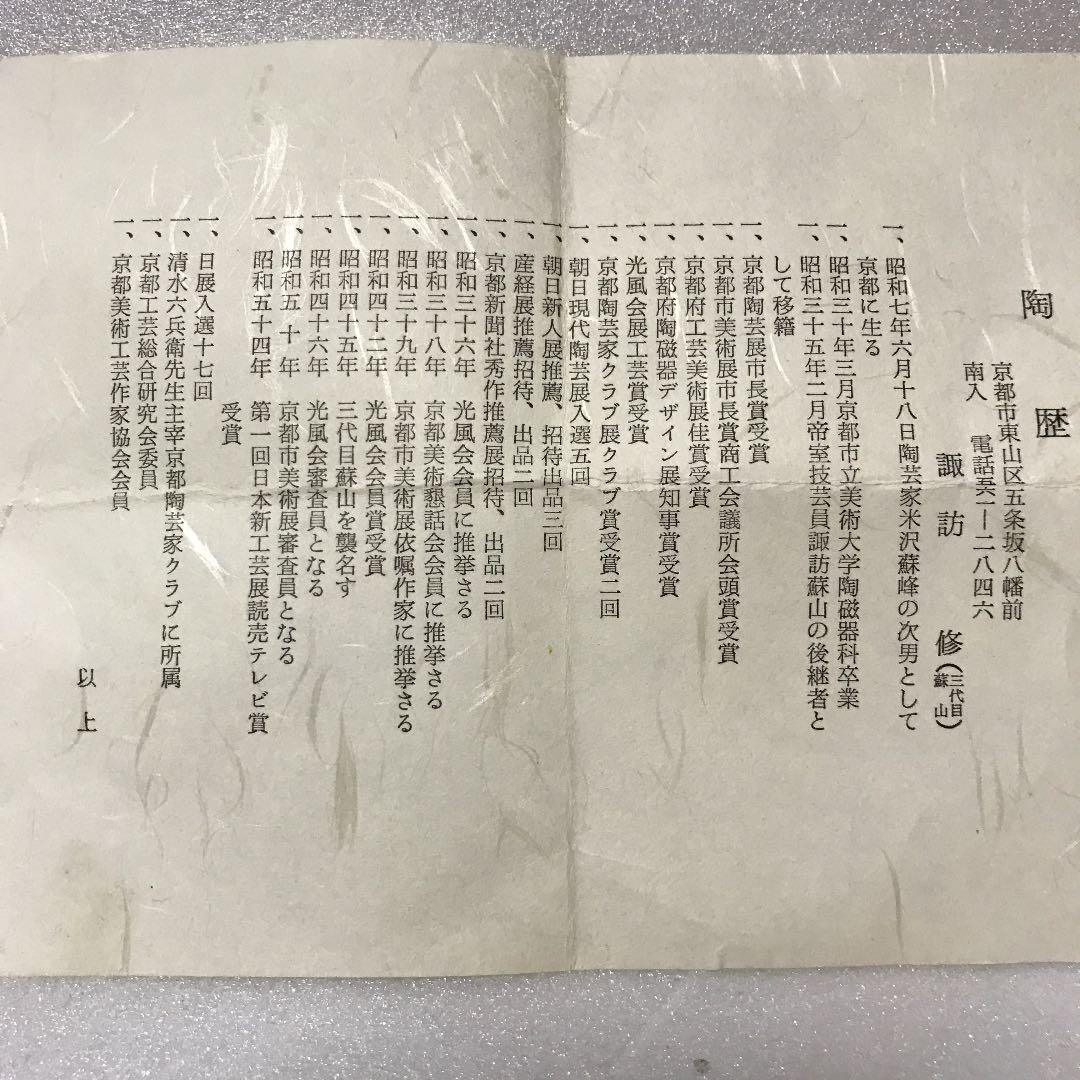 陶歴
京都市東山区五条坂八幡前
南入　電話吾一ー二八四六
諏訪　修（三代目蘇山）
一、昭和七年六月十八日陶芸家米沢蘇峰の次男として
京都に生る
一、昭和三十年三月京都市立美術大学陶磁器科卒業
一、昭和三十五年二月帝室技芸員諏訪蘇山の後継者と
して移籍
一、京都陶芸展市長賞受賞
一、京都市美術展市長賞商工会議所会頭賞受賞
一、京都府工芸美術展佳賞受賞
一、京都府陶磁器デザイン展知事賞受賞
一、光風会展工芸賞受賞
一、京都陶芸家クラブ展クラブ賞受賞二回
一、朝日現代陶芸展入選五回
一、朝日新人展推薦、招待出品三回
一、産経展推薦招待、出品二回
一、京都新聞社秀作推薦展招待、出品二回
一、昭和三十六年　光風会会員に推挙さる
一、昭和三十八年　京都美術懇話会会員に推挙さる
一、昭和三十九年　京都市美術展依嘱作家に推挙さる
一、昭和四十二年　光風会会員賞受賞
一、昭和四十五年　三代目蘇山を襲名す
一、昭和四十六年　光風会審査員となる
一、昭和五十年　京都市美術展審査員となる
一、昭和五十四年　第一回日本新工芸展読売テレビ賞
受賞
一、日展入選十七回
一、清水六兵衛先生主宰京都陶芸家クラブに所属
一、京都工芸総合研究会委員
一、京都美術工芸作家協会会員
以上